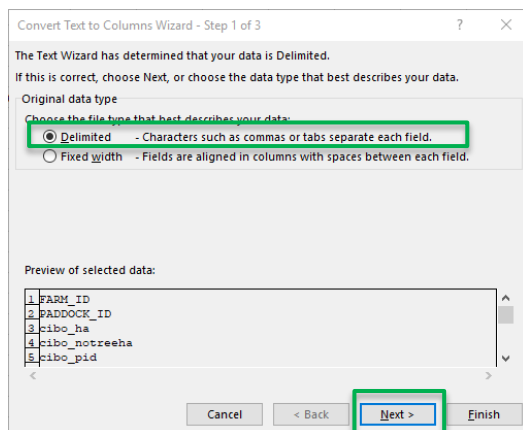 Convert Text to Columns Wizard - Step 1 of 3 ? ×
The Text Wizard has determined that your data is Delimited.
If this is correct, choose Next, or choose the data type that best describes your data.
Original data type
Choose the file type that best describes your data:
Delimited - Characters such as commas or tabs separate each field.
Fixed width - Fields are aligned in columns with spaces between each field.
Preview of selected data:
1 FARM_ID
2 PADDOCK_ID
3 cibo_ha
4 cibo_notreeha
5 cibo_pid
Cancel < Back Next > Finish